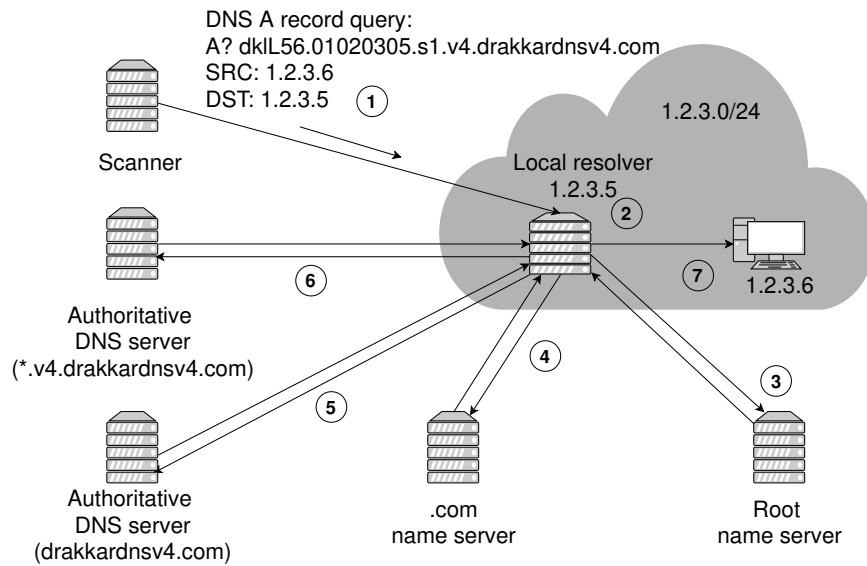 DNS A record query:
A? dklL56.01020305.s1.v4.drakkardnsv4.com
SRC: 1.2.3.6
DST: 1.2.3.5
1
1.2.3.0/24
Scanner
Local resolver
1.2.3.5
2
6
7
1.2.3.6
Authoritative
DNS server
(*.v4.drakkardnsv4.com)
4
3
5
Authoritative
DNS server
(drakkardnsv4.com)
.com
name server
Root
name server